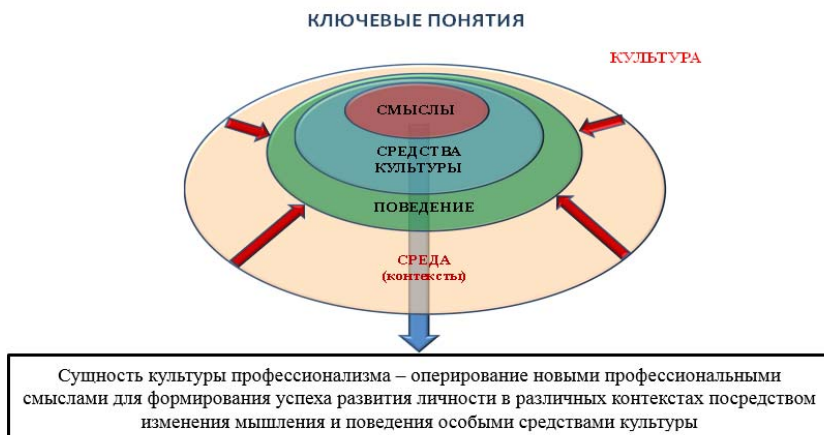 КЛЮЧЕВЫЕ ПОНЯТИЯ
КУЛЬТУРА
СМЫСЛЫ
СРЕДСТВА
КУЛЬТУРЫ
ПОВЕДЕНИЕ
СРЕДА
(контексты)
Сущность культуры профессионализма – оперирование новыми профессиональными
смыслами для формирования успеха развития личности в различных контекстах посредством
изменения мышления и поведения особыми средствами культуры